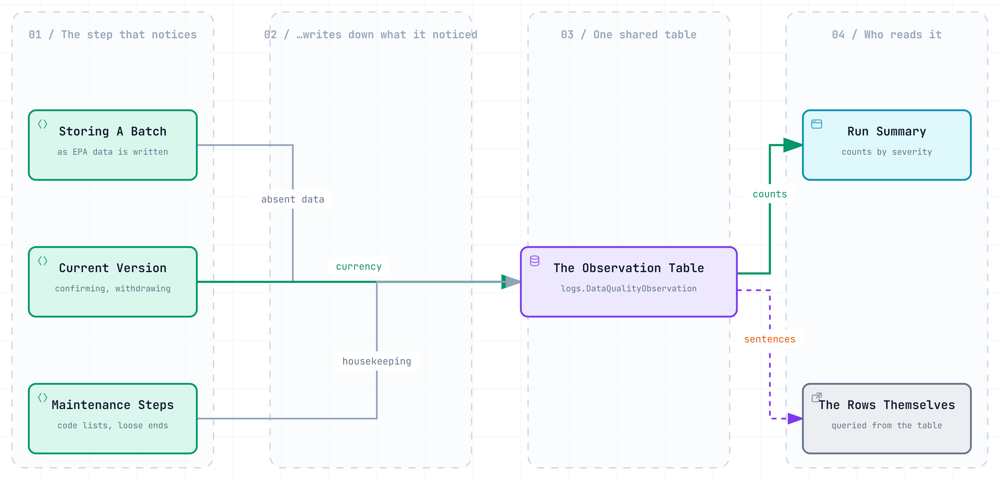 01 / The step that notices
02 / …writes down what it noticed
03 / One shared table
04 / Who reads it
Storing A Batch
as EPA data is written
Run Summary
counts by severity
absent data
counts
Current Version
confirming, withdrawing
currency
The Observation Table
logs.DataQualityObservation
sentences
housekeeping
Maintenance Steps
code lists, loose ends
The Rows Themselves
queried from the table